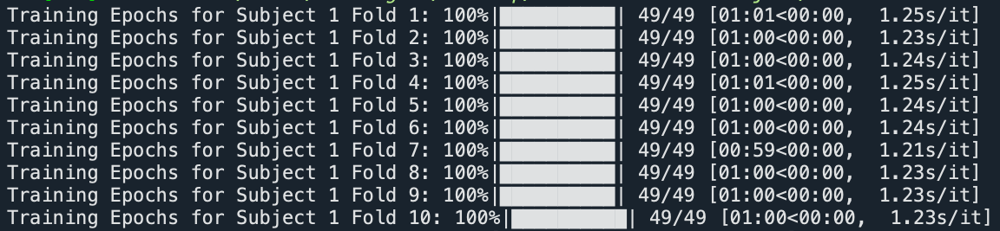 Training Epochs for Subject 1 Fold 1: 100%|██████████| 49/49 [01:01<00:00,  1.25s/it]
Training Epochs for Subject 1 Fold 2: 100%|██████████| 49/49 [01:00<00:00,  1.23s/it]
Training Epochs for Subject 1 Fold 3: 100%|██████████| 49/49 [01:00<00:00,  1.24s/it]
Training Epochs for Subject 1 Fold 4: 100%|██████████| 49/49 [01:01<00:00,  1.25s/it]
Training Epochs for Subject 1 Fold 5: 100%|██████████| 49/49 [01:00<00:00,  1.24s/it]
Training Epochs for Subject 1 Fold 6: 100%|██████████| 49/49 [01:00<00:00,  1.24s/it]
Training Epochs for Subject 1 Fold 7: 100%|██████████| 49/49 [00:59<00:00,  1.21s/it]
Training Epochs for Subject 1 Fold 8: 100%|██████████| 49/49 [01:00<00:00,  1.23s/it]
Training Epochs for Subject 1 Fold 9: 100%|██████████| 49/49 [01:00<00:00,  1.23s/it]
Training Epochs for Subject 1 Fold 10: 100%|██████████| 49/49 [01:00<00:00,  1.23s/it]